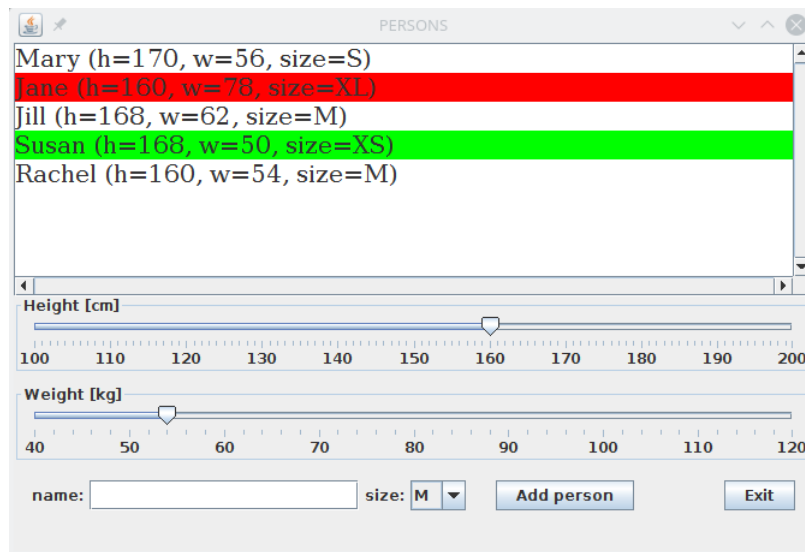 PERSONS
Mary (h=170, w=56, size=S)
Jane (h=160, w=78, size=XL)
Jill (h=168, w=62, size=M)
Susan (h=168, w=50, size=XS)
Rachel (h=160, w=54, size=M)
Height [cm]
100 110 120 130 140 150 160 170 180 190 200
Weight [kg]
40 50 60 70 80 90 100 110 120
name: size: M Add person Exit